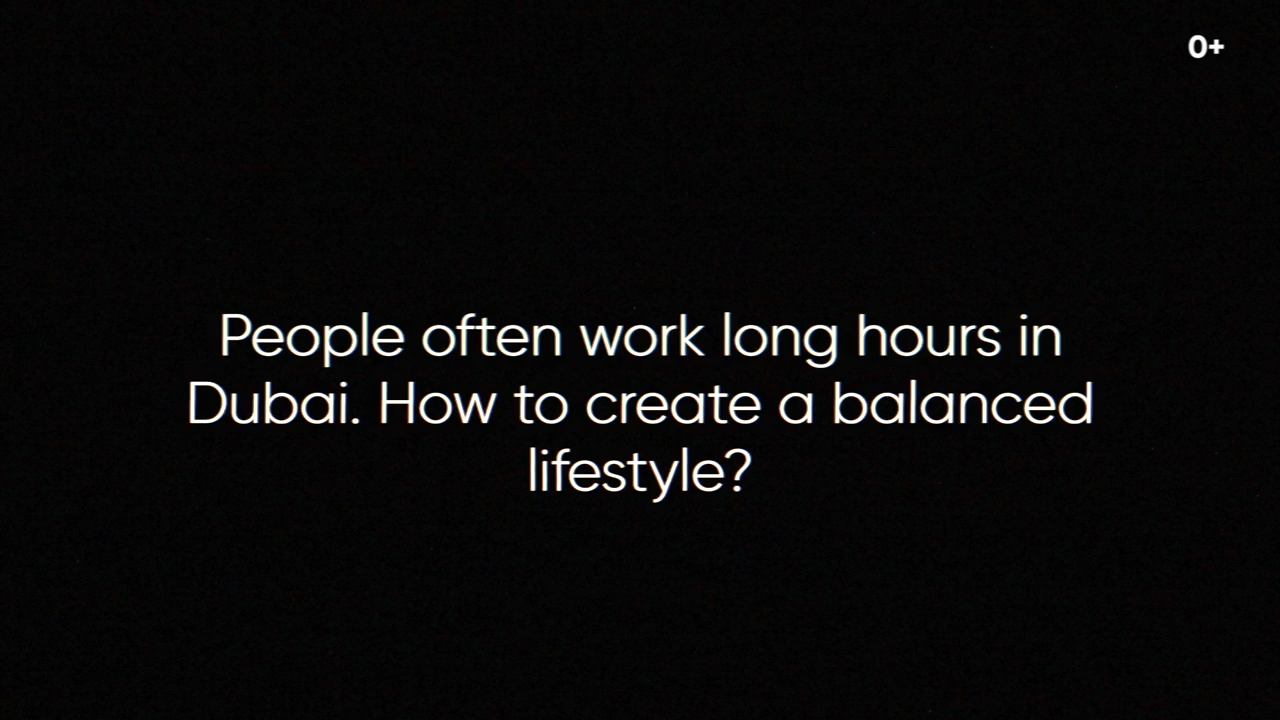 0+
People often work long hours in
Dubai. How to create a balanced
lifestyle?